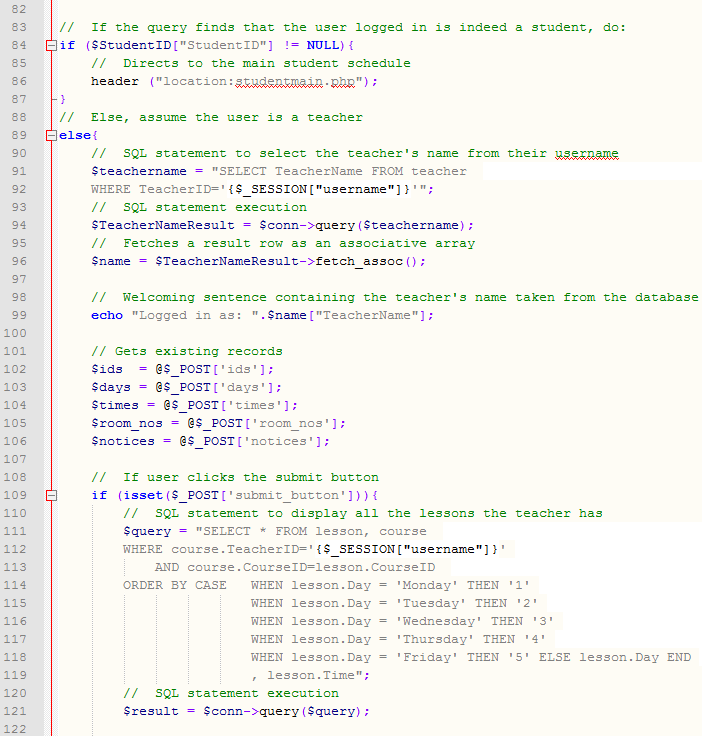 82
83 //  If the query finds that the user logged in is indeed a student, do:
84 if ($StudentID["StudentID"] != NULL){
85     //  Directs to the main student schedule
86     header ("location:studentmain.php");
87 }
88 //  Else, assume the user is a teacher
89 else{
90     //  SQL statement to select the teacher's name from their username
91     $teachername = "SELECT TeacherName FROM teacher
92     WHERE TeacherID='{$_SESSION["username"]}'";
93     //  SQL statement execution
94     $TeacherNameResult = $conn->query($teachername);
95     //  Fetches a result row as an associative array
96     $name = $TeacherNameResult->fetch_assoc();
97
98     //  Welcoming sentence containing the teacher's name taken from the database
99     echo "Logged in as: ".$name["TeacherName"];
100
101     // Gets existing records
102     $ids  = @$_POST['ids'];
103     $days = @$_POST['days'];
104     $times = @$_POST['times'];
105     $room_nos = @$_POST['room_nos'];
106     $notices = @$_POST['notices'];
107
108     //  If user clicks the submit button
109     if (isset($_POST['submit_button'])){
110         //  SQL statement to display all the lessons the teacher has
111         $query = "SELECT * FROM lesson, course
112         WHERE course.TeacherID='{$_SESSION["username"]}'
113             AND course.CourseID=lesson.CourseID
114         ORDER BY CASE   WHEN lesson.Day = 'Monday' THEN '1'
115                         WHEN lesson.Day = 'Tuesday' THEN '2'
116                         WHEN lesson.Day = 'Wednesday' THEN '3'
117                         WHEN lesson.Day = 'Thursday' THEN '4'
118                         WHEN lesson.Day = 'Friday' THEN '5' ELSE lesson.Day END
119                         , lesson.Time";
120         //  SQL statement execution
121         $result = $conn->query($query);
122